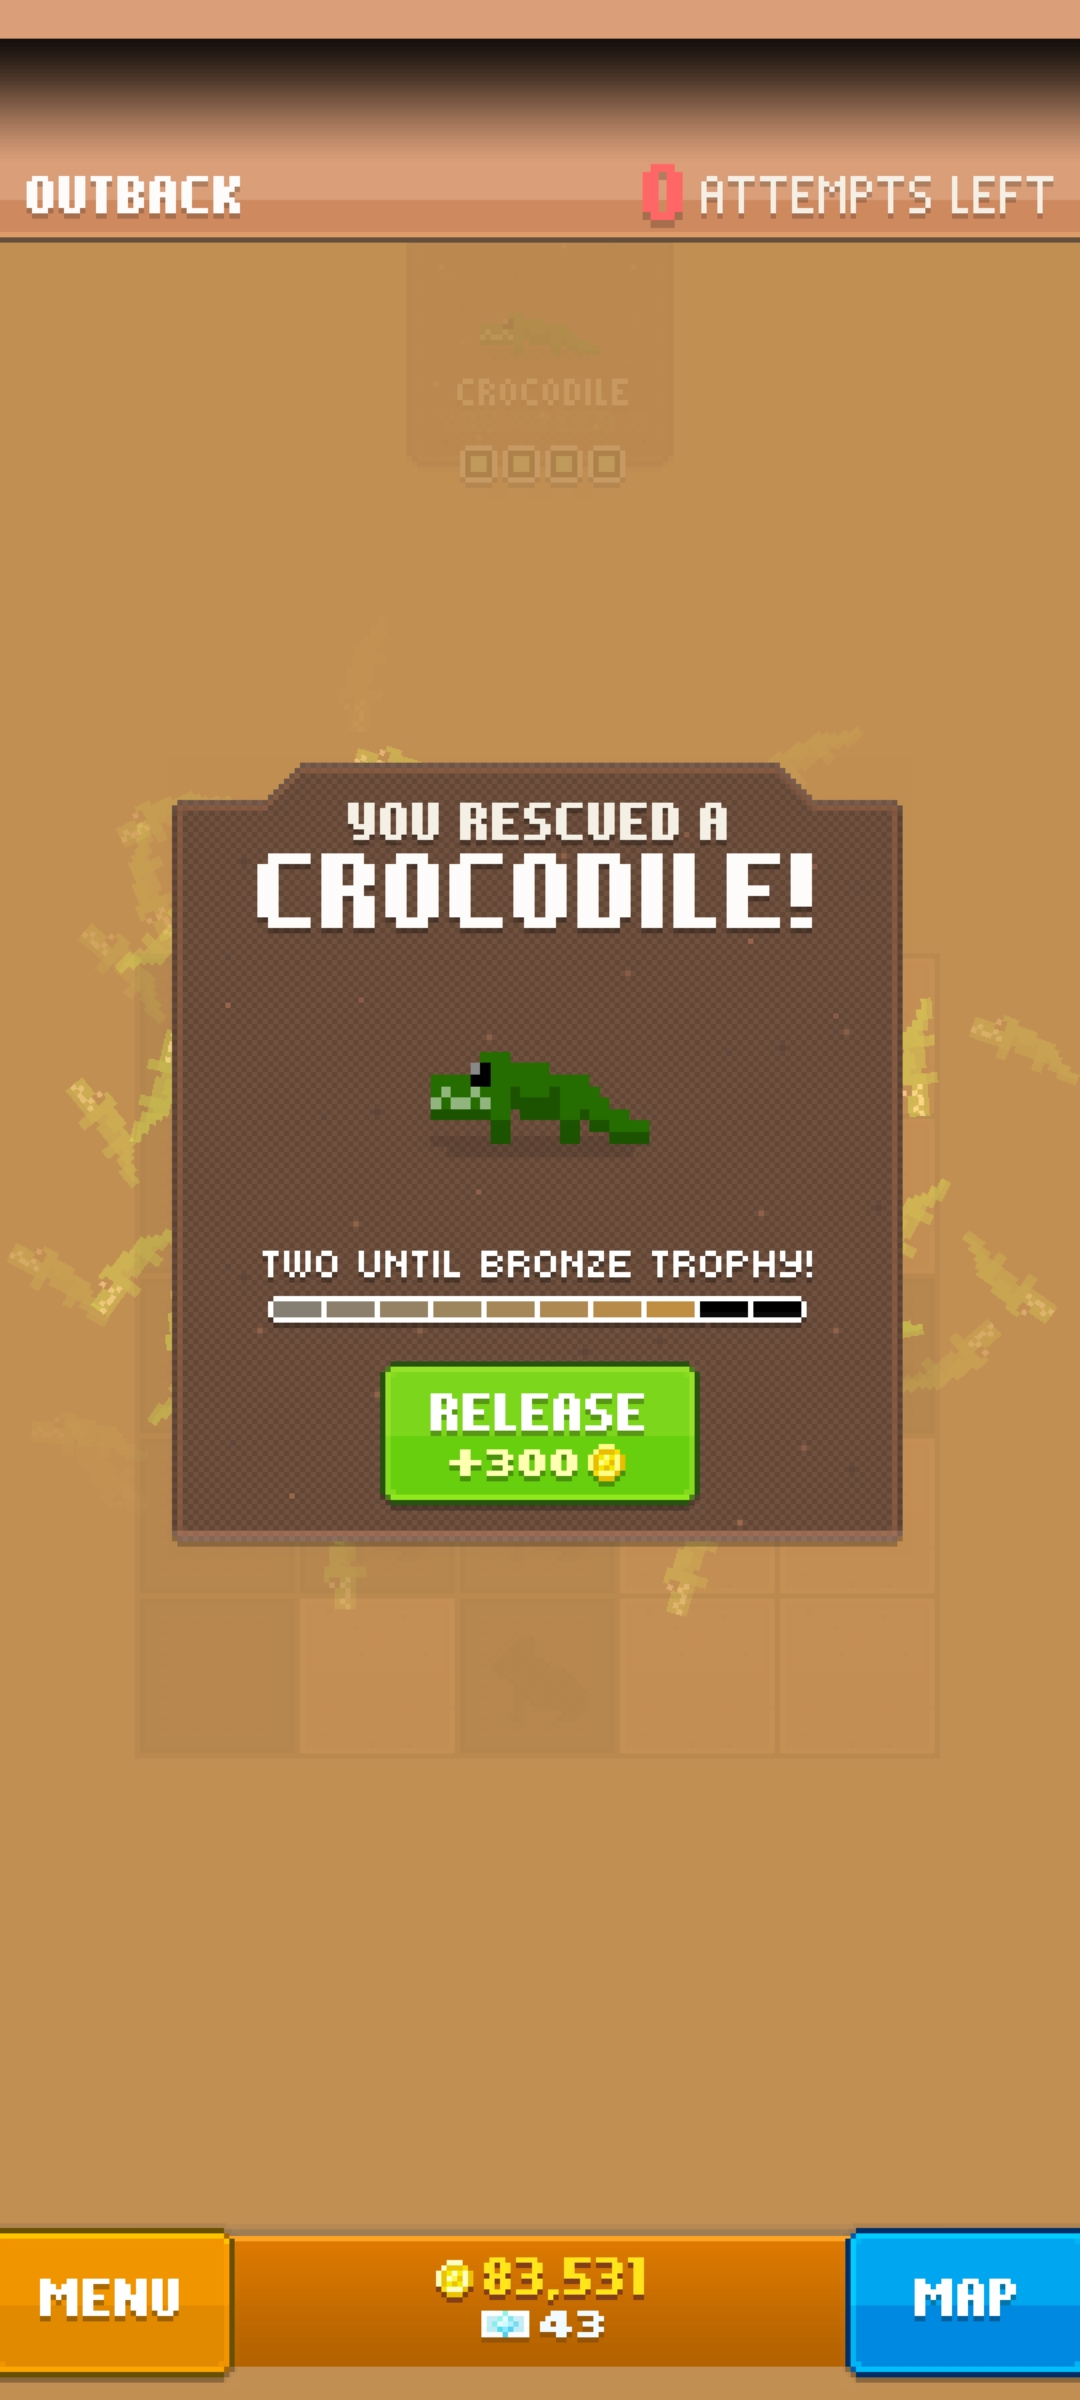 OUTBACK
0 ATTEMPTS LEFT
CROCODILE
YOU RESCUED A
CROCODILE!
TWO UNTIL BRONZE TROPHY!
RELEASE
+300
MENU
83,531
43
MAP